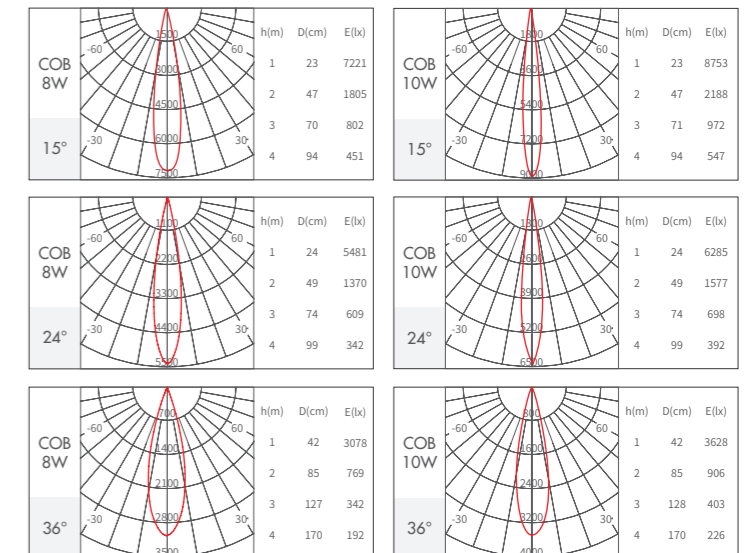 COB
8W
15°
-60
60
-30
30
1500
3000
4500
6000
7500
h(m) D(cm) E(lx)
1 23 7221
2 47 1805
3 70 802
4 94 451
COB
10W
15°
-60
60
-30
30
1800
3600
5400
7200
9000
h(m) D(cm) E(lx)
1 23 8753
2 47 2188
3 71 972
4 94 547
COB
8W
24°
-60
60
-30
30
1100
2200
3300
4400
5500
h(m) D(cm) E(lx)
1 24 5481
2 49 1370
3 74 609
4 99 342
COB
10W
24°
-60
60
-30
30
1300
2600
3900
5200
6500
h(m) D(cm) E(lx)
1 24 6285
2 49 1577
3 74 698
4 99 392
COB
8W
36°
-60
60
-30
30
700
1400
2100
2800
3500
h(m) D(cm) E(lx)
1 42 3078
2 85 769
3 127 342
4 170 192
COB
10W
36°
-60
60
-30
30
800
1600
2400
3200
4000
h(m) D(cm) E(lx)
1 42 3628
2 85 906
3 128 403
4 170 226